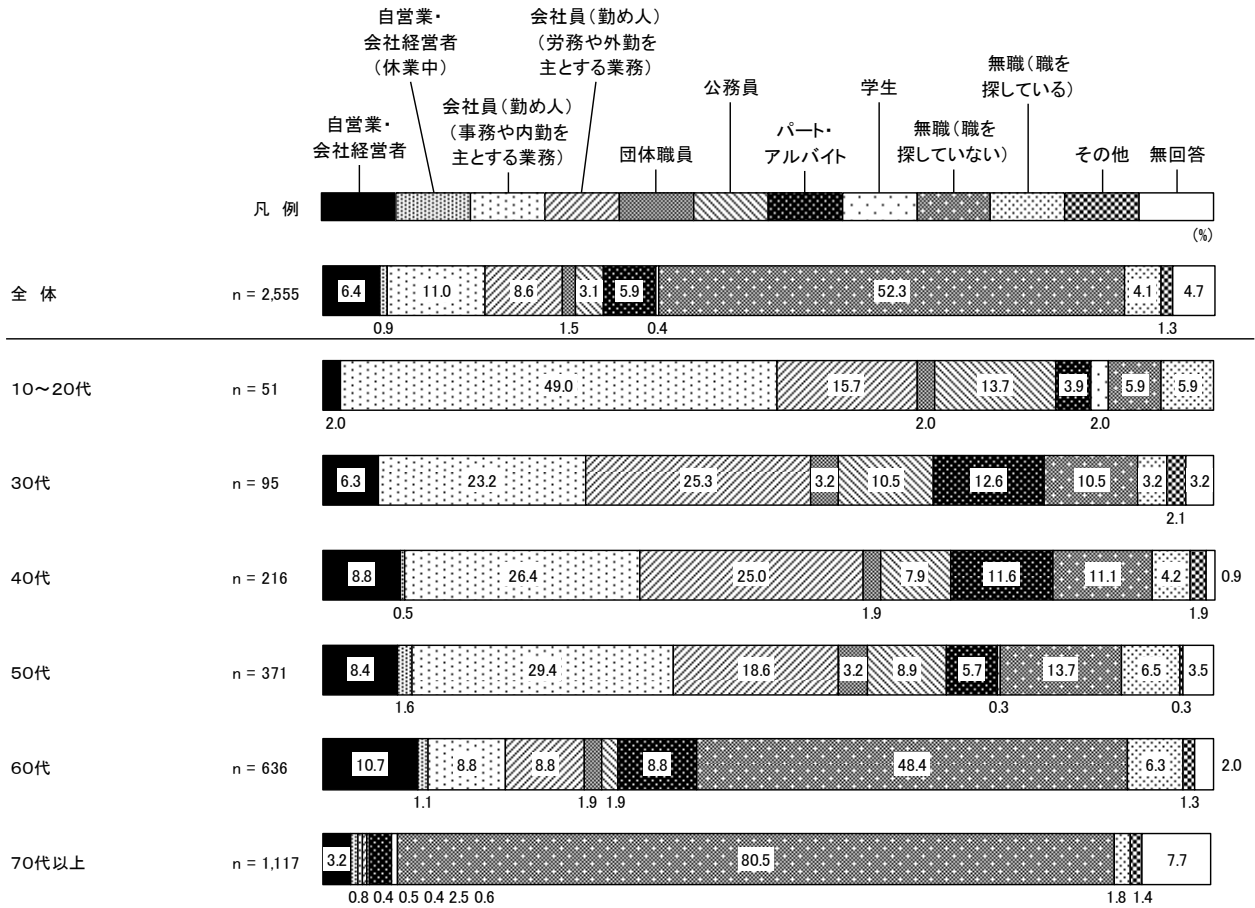 自営業・
会社経営者
(休業中)
会社員(勤め人)
(労務や外勤を
主とする業務)
自営業・
会社経営者
会社員(勤め人)
(事務や内勤を
主とする業務)
団体職員
公務員
パート・
アルバイト
学生
無職(職を
探していない)
無職(職を
探している)
その他
無回答
凡 例
(%)
全 体 n = 2,555 6.4 11.0 8.6 3.1 5.9 52.3 4.1 4.7
0.9 1.5 0.4 1.3
10～20代 n = 51 49.0 15.7 13.7 3.9 5.9 5.9
2.0 2.0 2.0
30代 n = 95 6.3 23.2 25.3 3.2 10.5 12.6 10.5 3.2 3.2
2.1
40代 n = 216 8.8 26.4 25.0 7.9 11.6 11.1 4.2 0.9
0.5 1.9 1.9
50代 n = 371 8.4 29.4 18.6 3.2 8.9 5.7 13.7 6.5 3.5
1.6 0.3 0.3
60代 n = 636 10.7 8.8 8.8 8.8 48.4 6.3 2.0
1.1 1.9 1.9 1.3
70代以上 n = 1,117 3.2 80.5 7.7
0.8 0.4 0.5 0.4 2.5 0.6 1.8 1.4